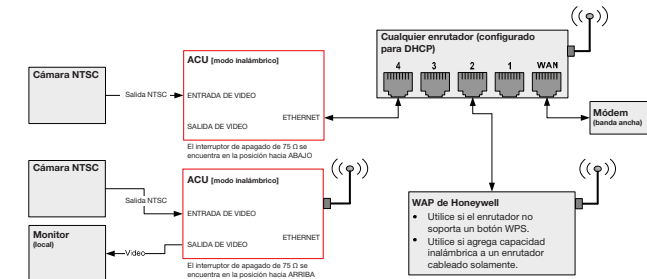 Cualquier enrutador (configurado
para DHCP)
4 3 2 1 WAN
ACU [modo inalámbrico]
Cámara NTSC
Salida NTSC
ENTRADA DE VIDEO
ETHERNET
SALIDA DE VIDEO
El interruptor de apagado de 75 Ω se
encuentra en la posición hacia ABAJO
Módem
(banda ancha)
Cámara NTSC
ACU [modo inalámbrico]
Salida NTSC
ENTRADA DE VIDEO
Monitor
(local)
Video
ETHERNET
SALIDA DE VIDEO
El interruptor de apagado de 75 Ω se
encuentra en la posición hacia ARRIBA
WAP de Honeywell
• Utilice si el enrutador no
soporta un botón WPS.
• Utilice si agrega capacidad
inalámbrica a un enrutador
cableado solamente.